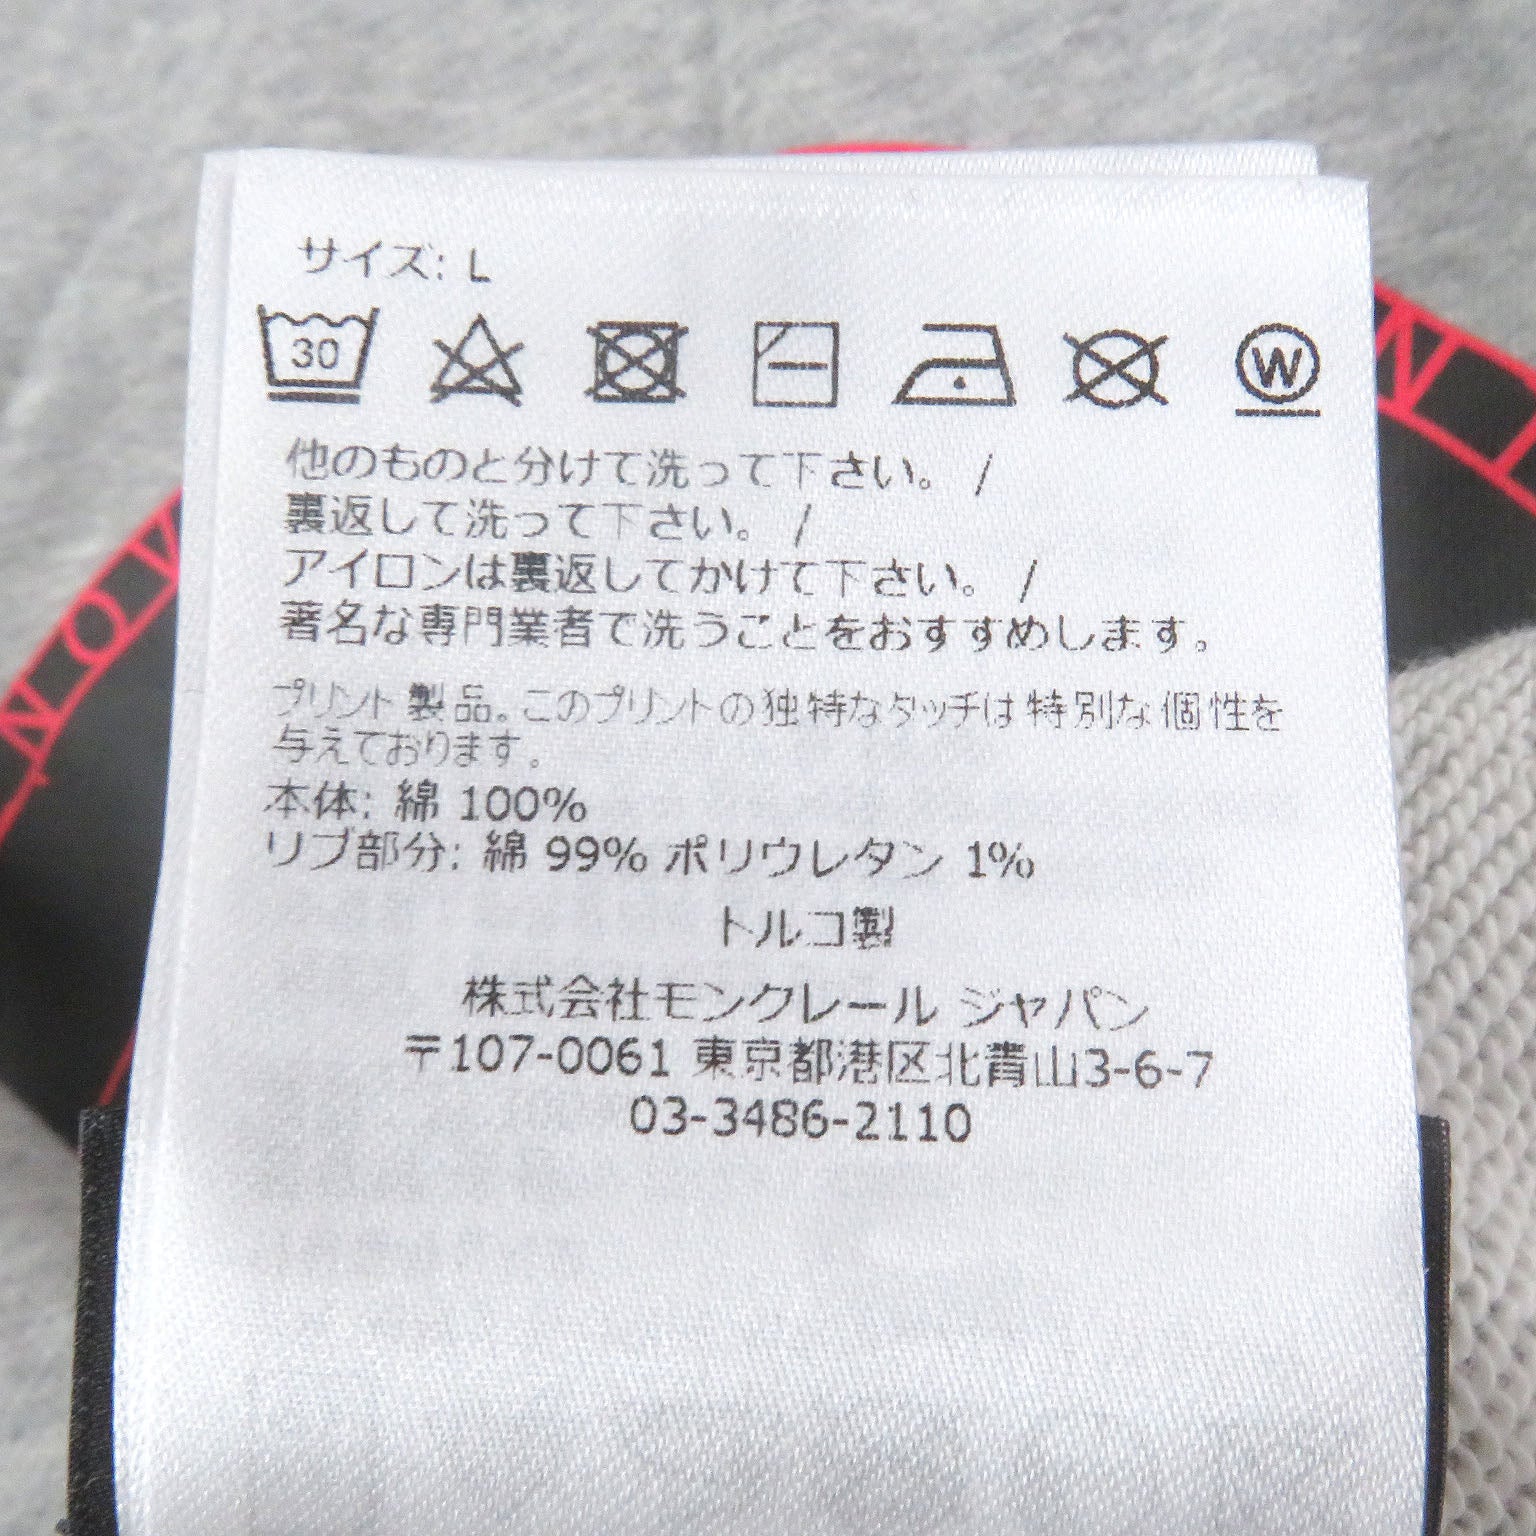 サイズ: L
30
W
他のものと分けて洗って下さい。 /
裏返して洗って下さい。 /
アイロンは裏返してかけて下さい。 /
著名な専門業者で洗うことをおすすめします。
プリント製品。このプリントの独特なタッチは特別な個性を
与えております。
本体: 綿 100%
リブ部分: 綿 99% ポリウレタン 1%
トルコ製
株式会社モンクレール ジャパン
〒107-0061 東京都港区北青山3-6-7
03-3486-2110